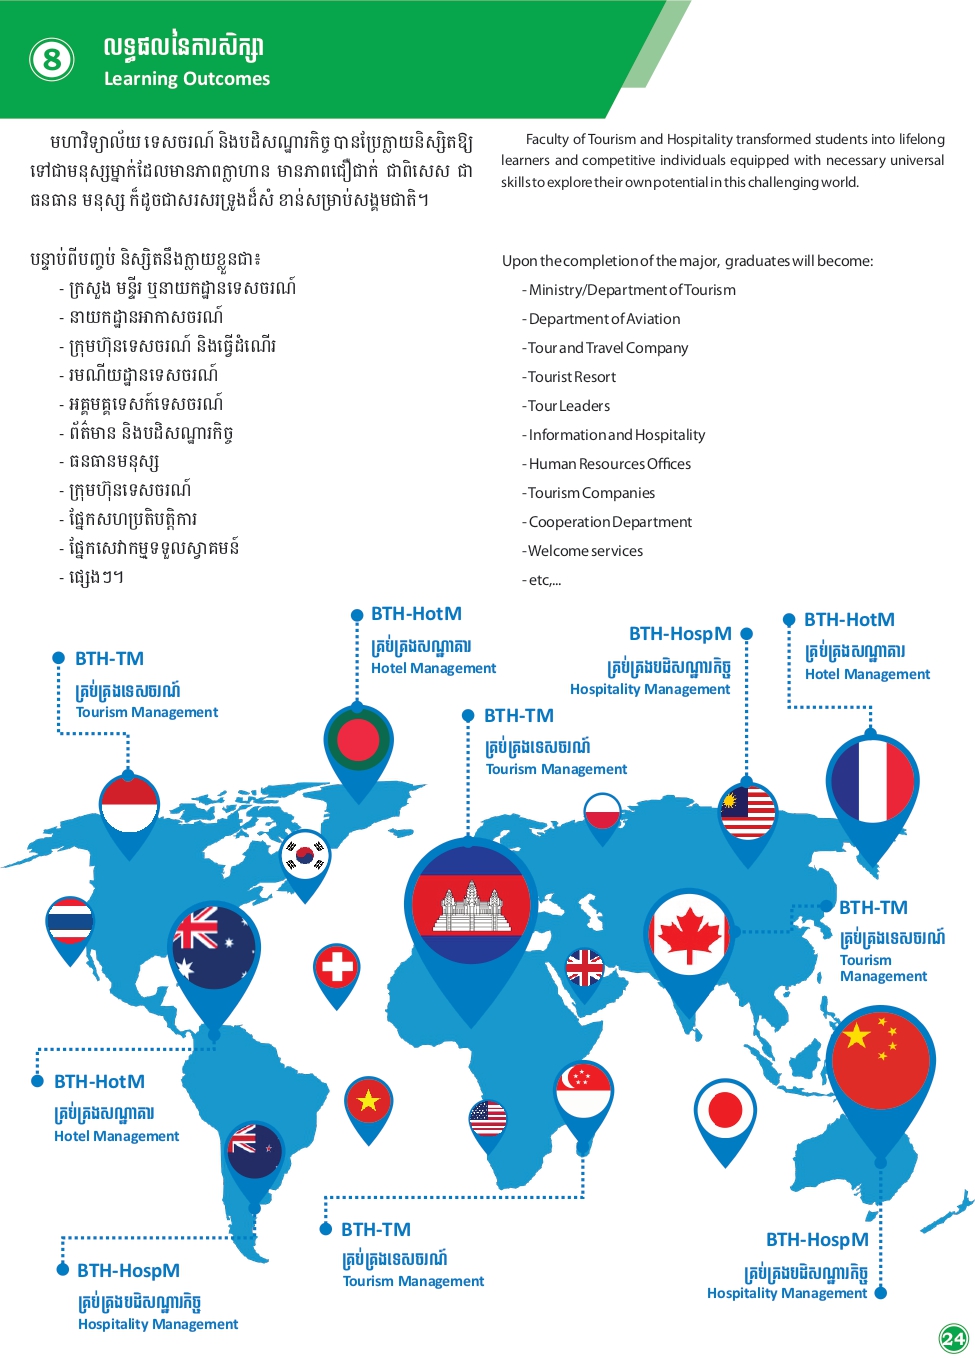 8
លទ្ធផលនៃការសិក្សា
Learning Outcomes
មហាវិទ្យាល័យ ទេសចរណ៍ និងបដិសណ្ឋារកិច្ច បានប្រែក្លាយនិស្សិតឱ្យ
ទៅជាមនុស្សម្នាក់ដែលមានភាពក្លាហាន មានភាពជឿជាក់ ជាពិសេស ជា
ធនធាន មនុស្ស ក៏ដូចជាសរសរទ្រូងដ៏សំ ខាន់សម្រាប់សង្គមជាតិ។
បន្ទាប់ពីបញ្ចប់ និស្សិតនឹងក្លាយខ្លួនជា៖
- ក្រសួង មន្ទីរ ឬនាយកដ្ឋានទេសចរណ៍
- នាយកដ្ឋានអាកាសចរណ៍
- ក្រុមហ៊ុនទេសចរណ៍ និងធ្វើដំណើរ
- រមណីយដ្ឋានទេសចរណ៍
- អគ្គមគ្គទេសក៍ទេសចរណ៍
- ព័ត៌មាន និងបដិសណ្ឋារកិច្ច
- ធនធានមនុស្ស
- ក្រុមហ៊ុនទេសចរណ៍
- ផ្នែកសហប្រតិបត្តិការ
- ផ្នែកសេវាកម្មទទួលស្វាគមន៍
- ផ្សេងៗ។
Faculty of Tourism and Hospitality transformed students into lifelong
learners and competitive individuals equipped with necessary universal
skills to explore their own potential in this challenging world.
Upon the completion of the major, graduates will become:
- Ministry/Department of Tourism
- Department of Aviation
- Tour and Travel Company
- Tourist Resort
- Tour Leaders
- Information and Hospitality
- Human Resources Offices
- Tourism Companies
- Cooperation Department
- Welcome services
- etc,...
BTH-HotM
គ្រប់គ្រងសណ្ឋាគារ
Hotel Management
BTH-HospM
គ្រប់គ្រងបដិសណ្ឋារកិច្ច
Hospitality Management
BTH-HotM
គ្រប់គ្រងសណ្ឋាគារ
Hotel Management
BTH-TM
គ្រប់គ្រងទេសចរណ៍
Tourism Management
BTH-TM
គ្រប់គ្រងទេសចរណ៍
Tourism Management
BTH-TM
គ្រប់គ្រងទេសចរណ៍
Tourism
Management
BTH-HotM
គ្រប់គ្រងសណ្ឋាគារ
Hotel Management
BTH-TM
គ្រប់គ្រងទេសចរណ៍
Tourism Management
BTH-HospM
គ្រប់គ្រងបដិសណ្ឋារកិច្ច
Hospitality Management
BTH-HospM
គ្រប់គ្រងបដិសណ្ឋារកិច្ច
Hospitality Management
24